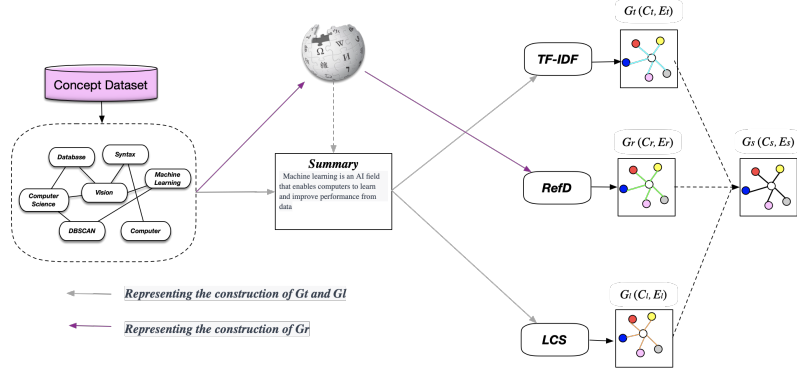 Gt (Ct, Et)
TF-IDF
Concept Dataset
Ω
W
И
Summary
Machine learning is an AI field
that enables computers to learn
and improve performance from
data
Database
Syntax
Machine
Learning
Computer
Science
Vision
DBSCAN
Computer
Gr (Cr, Er)
RefD
Gs (Cs, Es)
Gl (Cl, El)
LCS
Representing the construction of Gt and Gl
Representing the construction of Gr